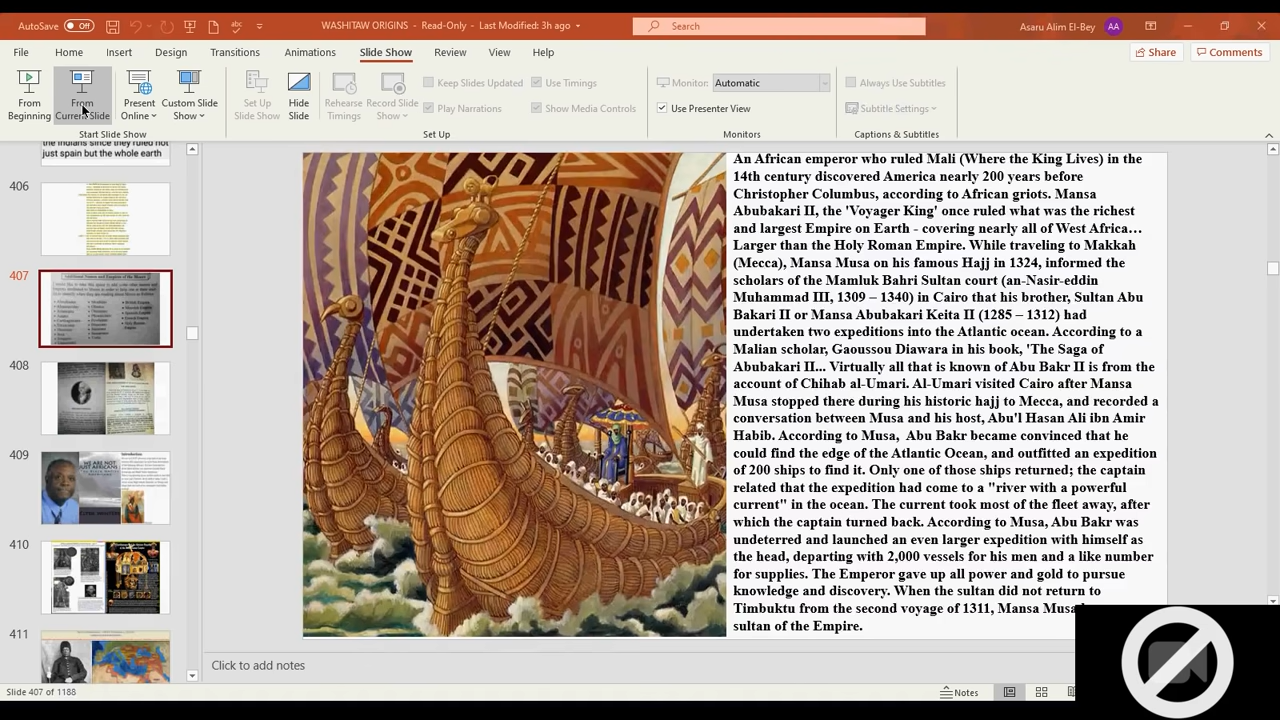 AutoSave
Off
WASHITAW ORIGINS - Read-Only - Last Modified: 3h ago
Search
Asaru Alim El-Bey
AA
File
Home
Insert
Design
Transitions
Animations
Slide Show
Review
View
Help
Share
Comments
From
Beginning
From
Current Slide
Present
Online
Custom Slide
Show
Set Up
Slide Show
Hide
Slide
Rehearse
Timings
Record Slide
Show
Keep Slides Updated
Play Narrations
Use Timings
Show Media Controls
Monitor:
Automatic
Use Presenter View
Always Use Subtitles
Subtitle Settings
Start Slide Show
Set Up
Monitors
Captions & Subtitles
the Indians since they ruled not
just spain but the whole earth
406
407
408
409
WE ARE NOT
JUST AFRICANS
410
411
An African emperor who ruled Mali (Where the King Lives) in the
14th century discovered America nearly 200 years before
Christopher Columbus, according to African griots. Mansa
Abubakari II, the 'Voyager King' once ruled what was the richest
and largest Empire on Earth - covering nearly all of West Africa…
Larger than the Holy Roman Empire. While traveling to Makkah
(Mecca), Mansa Musa on his famous Hajj in 1324, informed the
scholars of the Mamluk Bahri Sultan court (an-Nasir-eddin
Muhammad III, 1309 – 1340) in Cairo that his brother, Sultan Abu
Bakari II or Mansa Abubakari Keita II (1285 – 1312) had
undertaken two expeditions into the Atlantic ocean. According to a
Malian scholar, Gaoussou Diawara in his book, 'The Saga of
Abubakari II... Virtually all that is known of Abu Bakr II is from the
account of Chihab al-Umari. Al-Umari visited Cairo after Mansa
Musa stopped there during his historic hajj to Mecca, and recorded a
conversation between Musa and his host, Abu'l Hasan Ali ibn Amir
Habib. According to Musa, Abu Bakr became convinced that he
could find the edge of the Atlantic Ocean, and outfitted an expedition
of 200 ships to find it. Only one of those ships returned; the captain
related that the expedition had come to a "river with a powerful
current" in the ocean. The current took most of the fleet away, after
which the captain turned back. According to Musa, Abu Bakr was
undeterred and launched an even larger expedition with himself as
the head, departing with 2,000 vessels for his men and a like number
for supplies. The Emperor gave up all power and gold to pursue
knowledge and discovery. When the sultan did not return to
Timbuktu from the second voyage of 1311, Mansa Musa
sultan of the Empire.
Click to add notes
Slide 407 of 1188
Notes